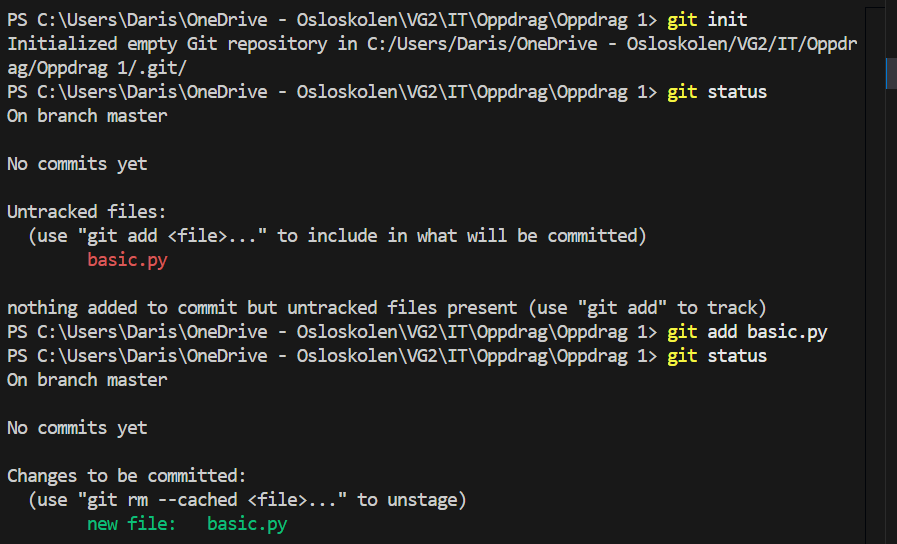 PS C:\Users\Daris\OneDrive - Osloskolen\VG2\IT\Oppdrag\Oppdrag 1> git init
Initialized empty Git repository in C:/Users/Daris/OneDrive - Osloskolen/VG2/IT/Oppdr
ag/Oppdrag 1/.git/
PS C:\Users\Daris\OneDrive - Osloskolen\VG2\IT\Oppdrag\Oppdrag 1> git status
On branch master

No commits yet

Untracked files:
  (use "git add <file>..." to include in what will be committed)
        basic.py

nothing added to commit but untracked files present (use "git add" to track)
PS C:\Users\Daris\OneDrive - Osloskolen\VG2\IT\Oppdrag\Oppdrag 1> git add basic.py
PS C:\Users\Daris\OneDrive - Osloskolen\VG2\IT\Oppdrag\Oppdrag 1> git status
On branch master

No commits yet

Changes to be committed:
  (use "git rm --cached <file>..." to unstage)
        new file:   basic.py